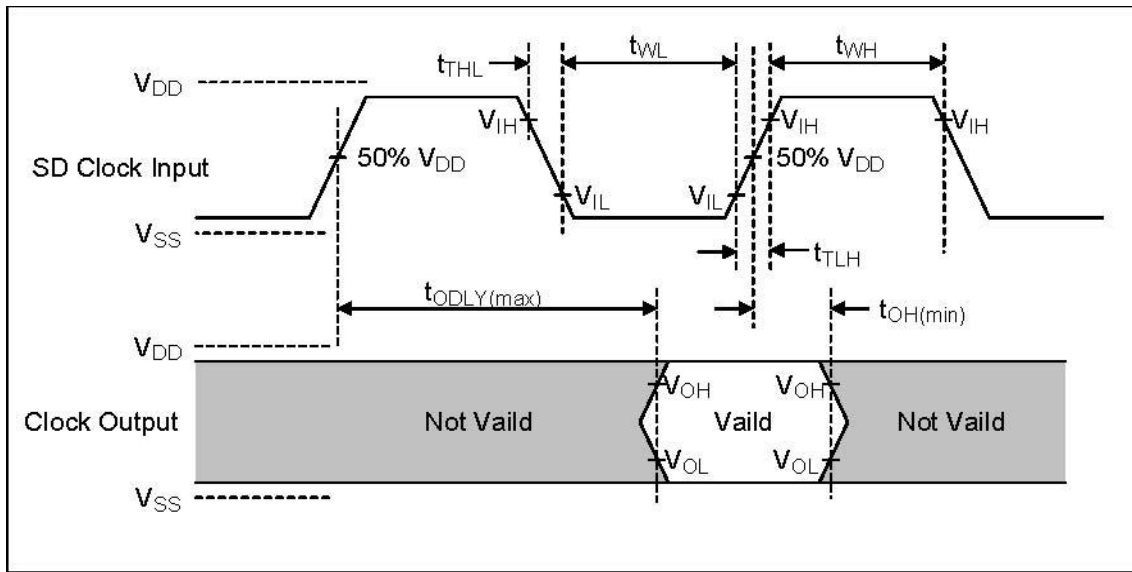 tTHL
tWL
tWH
VDD
VIH
VIH
VIH
SD Clock Input
50% VDD
50% VDD
VIL
VIL
VSS
tTLH
tODLY(max)
tOH(min)
VDD
VOH
VOH
Clock Output
Not Vaild
Vaild
Not Vaild
VOL
VOL
VSS